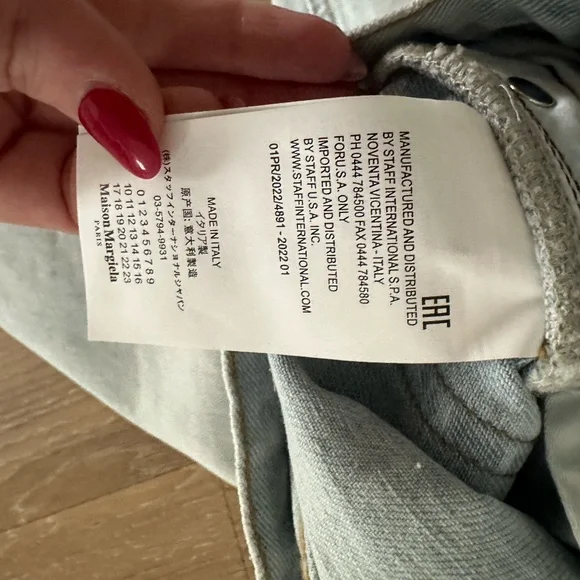 EAC
MANUFACTURED AND DISTRIBUTED
BY STAFF INTERNATIONAL S.P.A.
NOVENTA VICENTINA - ITALY
PH 0444 784500 FAX 0444 784580
FOR U.S.A. ONLY
IMPORTED AND DISTRIBUTED
BY STAFF U.S.A. INC.
WWW.STAFFINTERNATIONAL.COM
01PR/2022/4891 - 2022 01
MADE IN ITALY
イタリア製
原产国: 意大利製造
(株)スタッフインターナショナルジャパン
03-5794-9931
0 1 2 3 4 5 6 7 8 9
10 11 12 13 14 15 16
17 18 19 20 21 22 23
Maison Margiela
PARIS